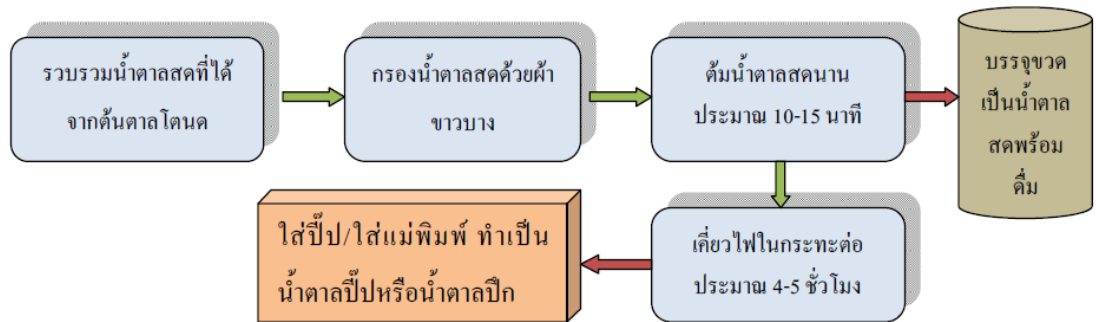 รวบรวมน้ำตาลสดที่ได้
จากต้นตาลโตนด
กรองน้ำตาลสดด้วยผ้า
ขาวบาง
ต้มน้ำตาลสดนาน
ประมาณ 10-15 นาที
บรรจุขวด
เป็นน้ำตาล
สดพร้อม
ดื่ม
เคี่ยวไฟในกระทะต่อ
ประมาณ 4-5 ชั่วโมง
ใส่ปี๊ป/ใส่แม่พิมพ์ ทำเป็น
น้ำตาลปี๊ปหรือน้ำตาลปึก